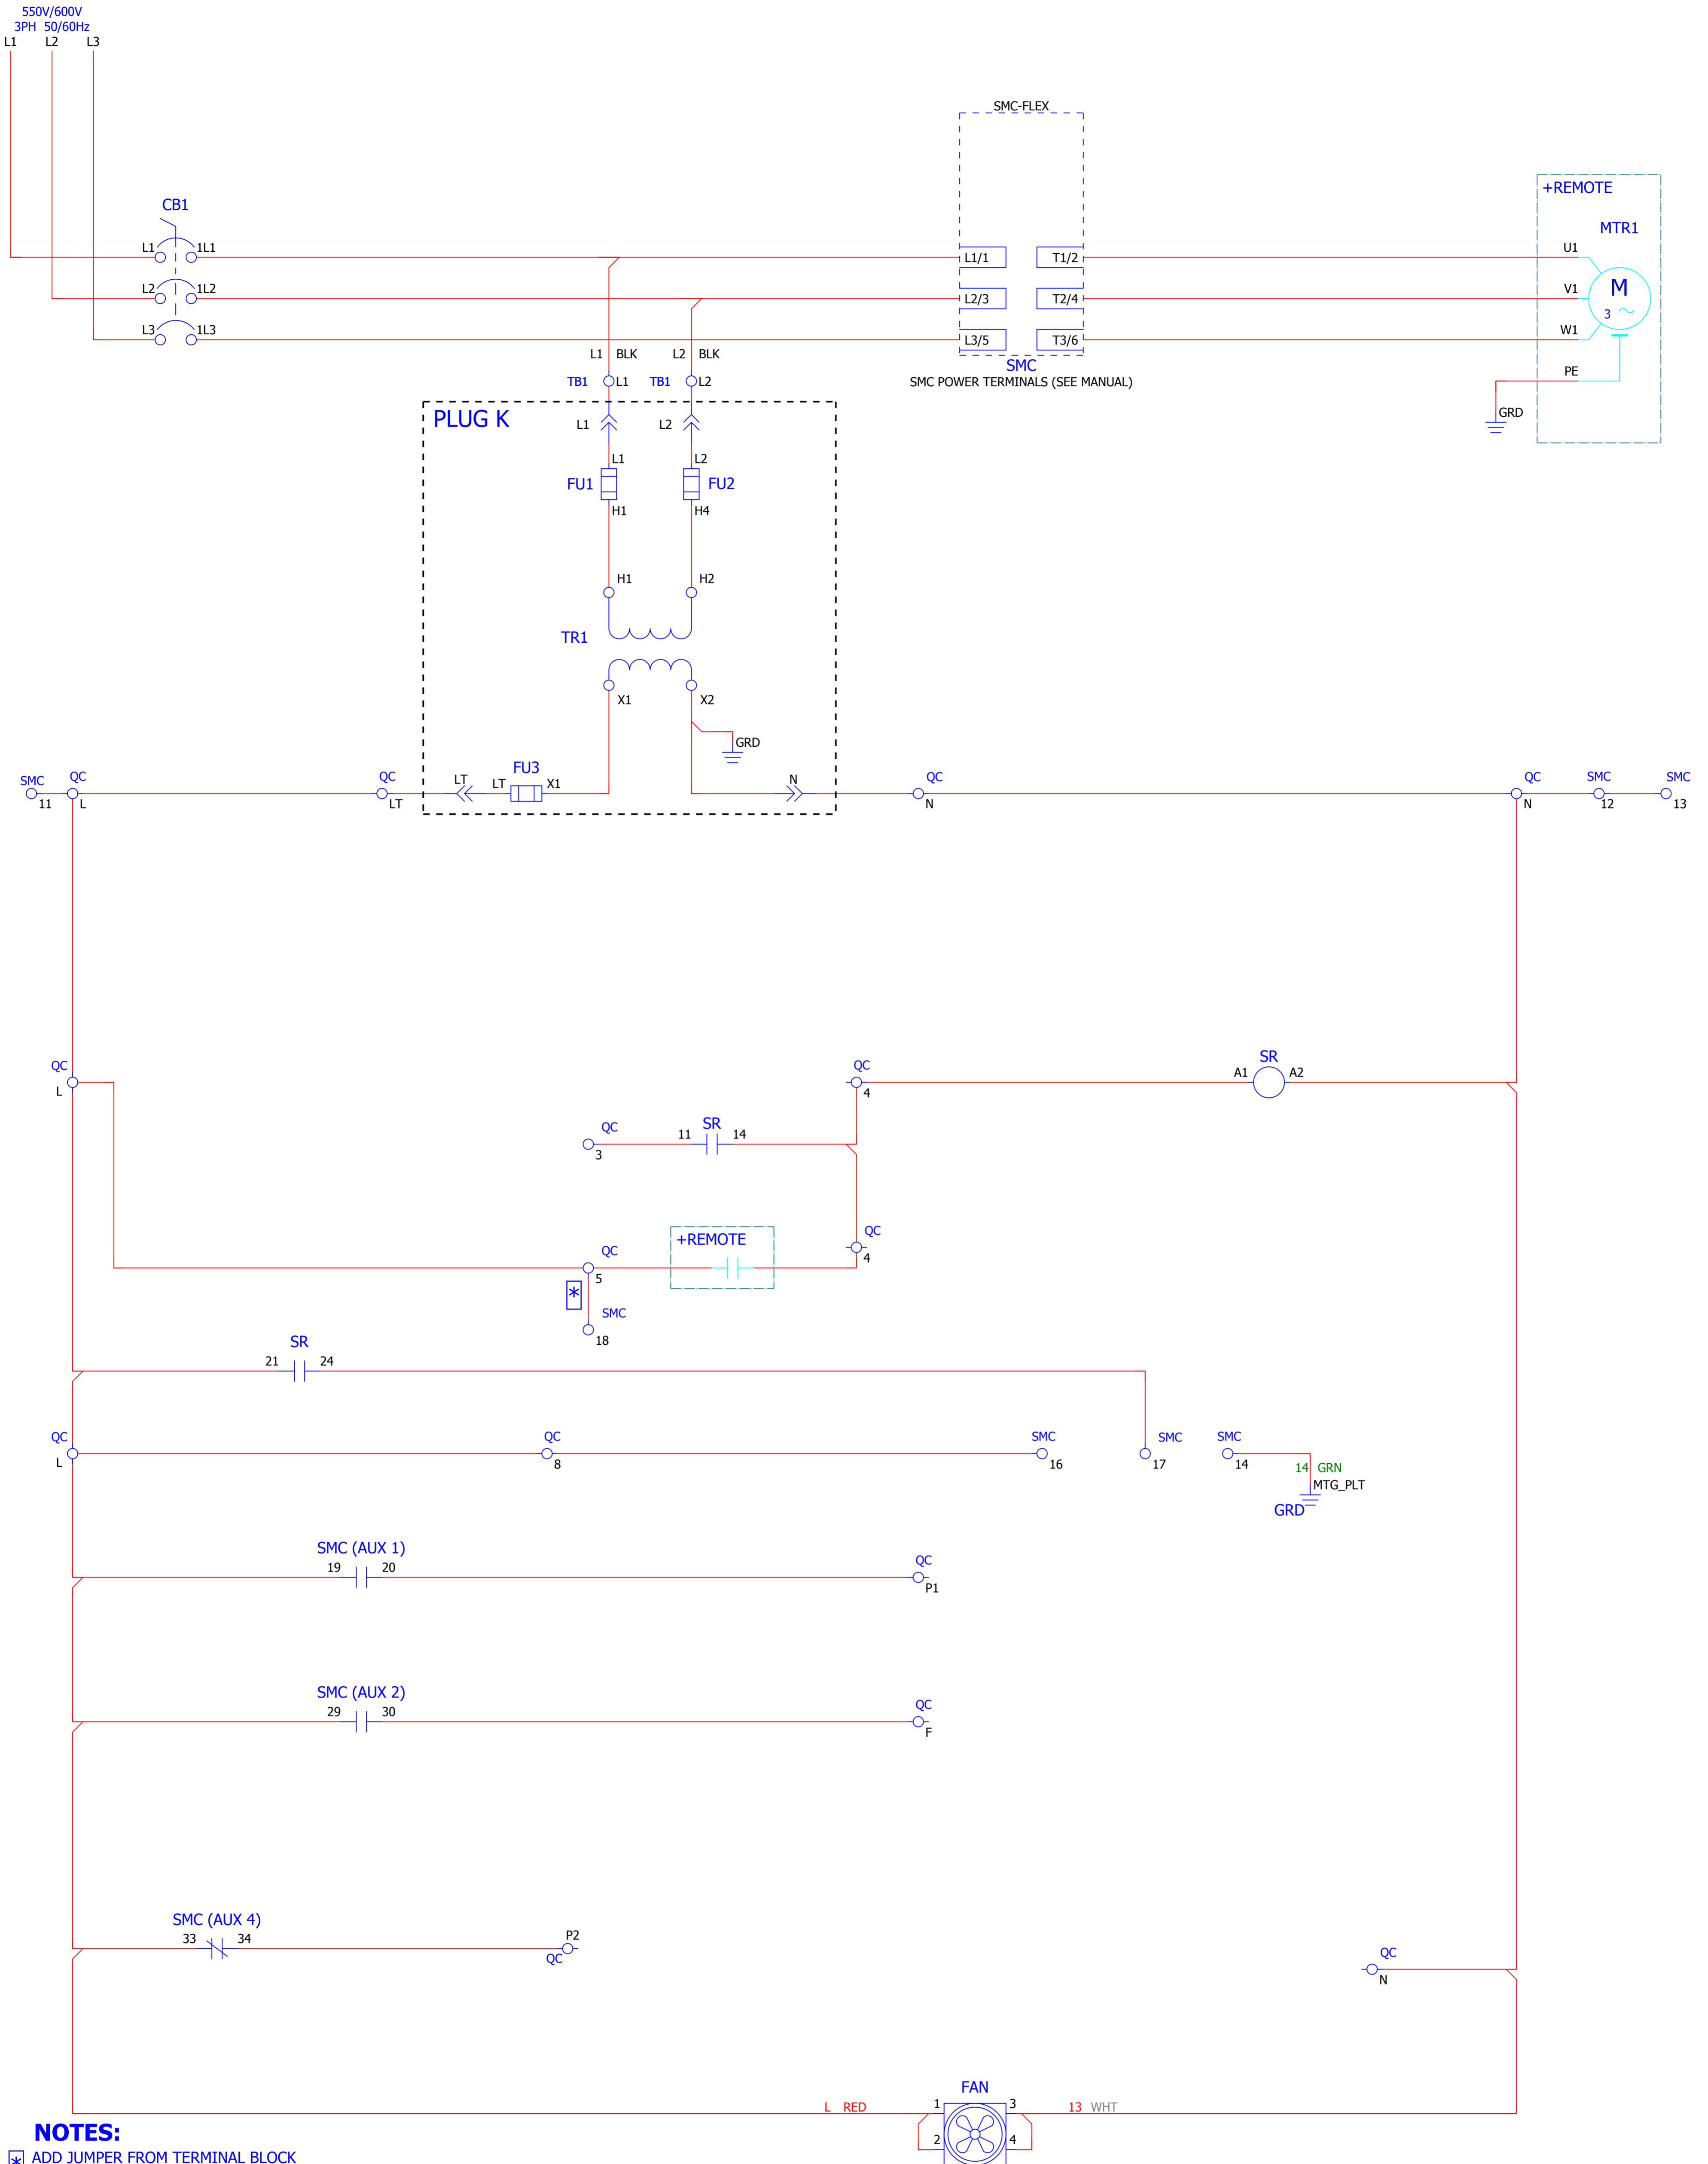 550V/600V
3PH 50/60Hz
L1 L2 L3
SMC-FLEX
+REMOTE
CB1
MTR1
L1 1L1 L1/1 T1/2 U1
L2 1L2 L2/3 T2/4 V1
M
3
L3 1L3 L3/5 T3/6 W1
L1 BLK L2 BLK
SMC
PE
TB1 L1 TB1 L2
SMC POWER TERMINALS (SEE MANUAL)
PLUG K
L1 L2
GRD
L1 L2
FU1 FU2
H1 H4
H1 H2
TR1
X1 X2
GRD
FU3
SMC QC QC LT LT X1 N QC QC SMC SMC
11 L LT N N 12 13
QC QC SR
L 4 A1 A2
QC SR
3 11 14
+REMOTE QC
QC 4
5
*
SMC
18
SR
21 24
QC QC SMC SMC SMC
L 8 16 17 14
14 GRN
MTG_PLT
GRD
SMC (AUX 1)
19 20 QC
P1
SMC (AUX 2)
29 30 QC
F
SMC (AUX 4)
33 34 P2
QC
QC
N
FAN
L RED 1 3 13 WHT
2 4
NOTES:
* ADD JUMPER FROM TERMINAL BLOCK